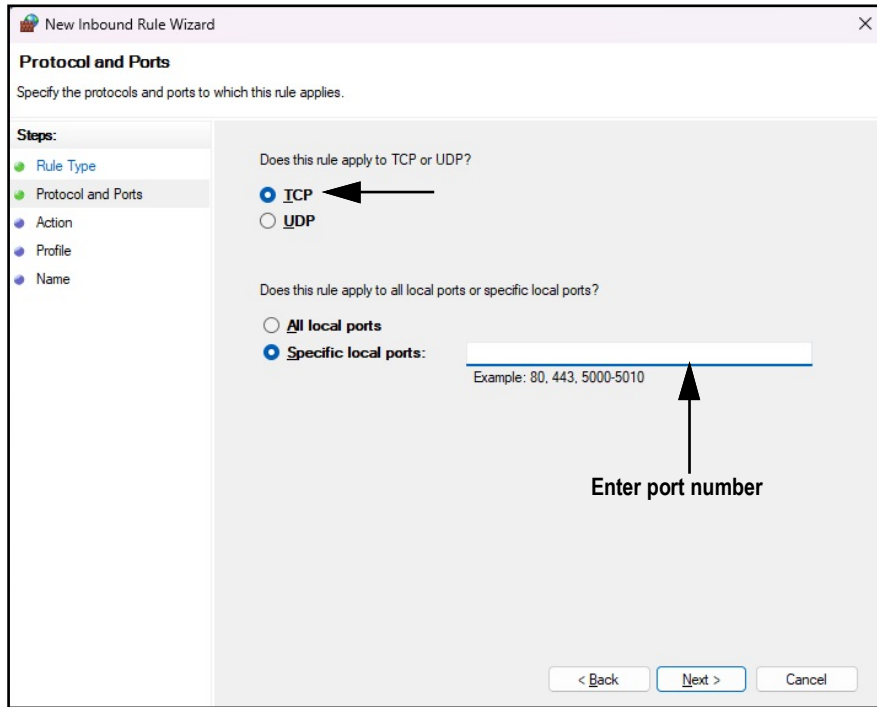 New Inbound Rule Wizard
Protocol and Ports
Specify the protocols and ports to which this rule applies.
Steps:
Rule Type
Protocol and Ports
Action
Profile
Name
Does this rule apply to TCP or UDP?
TCP
UDP
Does this rule apply to all local ports or specific local ports?
All local ports
Specific local ports:
Example: 80, 443, 5000-5010
Enter port number
< Back
Next >
Cancel